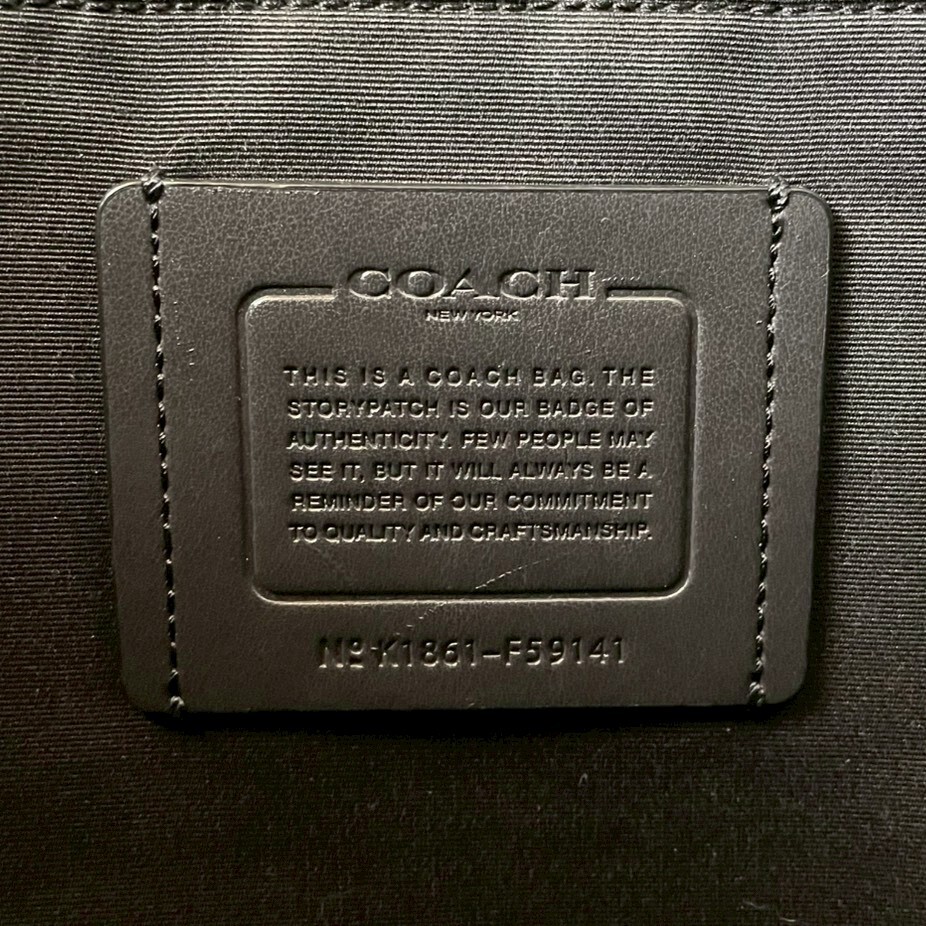 COACH
NEW YORK
THIS IS A COACH BAG. THE
STORYPATCH IS OUR BADGE OF
AUTHENTICITY. FEW PEOPLE MAY
SEE IT, BUT IT WILL ALWAYS BE A
REMINDER OF OUR COMMITMENT
TO QUALITY AND CRAFTSMANSHIP.
Nº K1861-F59141